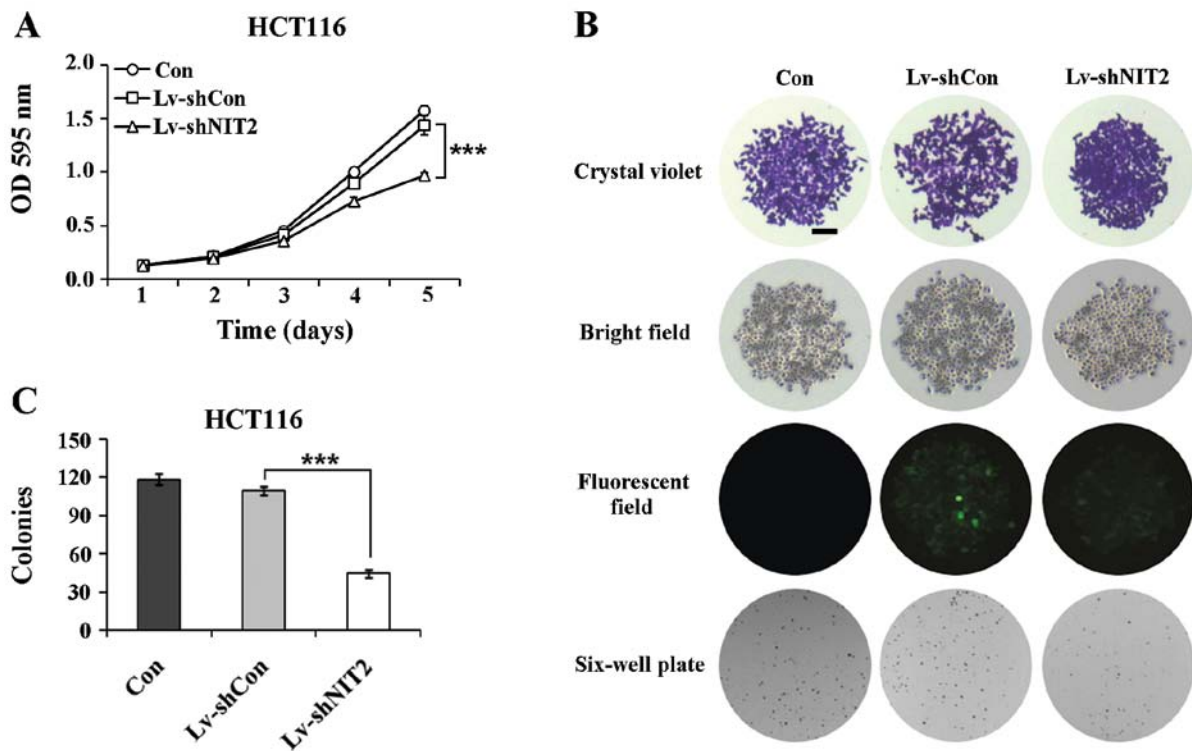 A
HCT116
OD 595 nm
2.0
1.5
1.0
0.5
0.0
Con
Lv-shCon
Lv-shNIT2
***
1 2 3 4 5
Time (days)
B
Con Lv-shCon Lv-shNIT2
Crystal violet
Bright field
Fluorescent
field
Six-well plate
C
HCT116
Colonies
150
120
90
60
30
0
***
Con
Lv-shCon
Lv-shNIT2